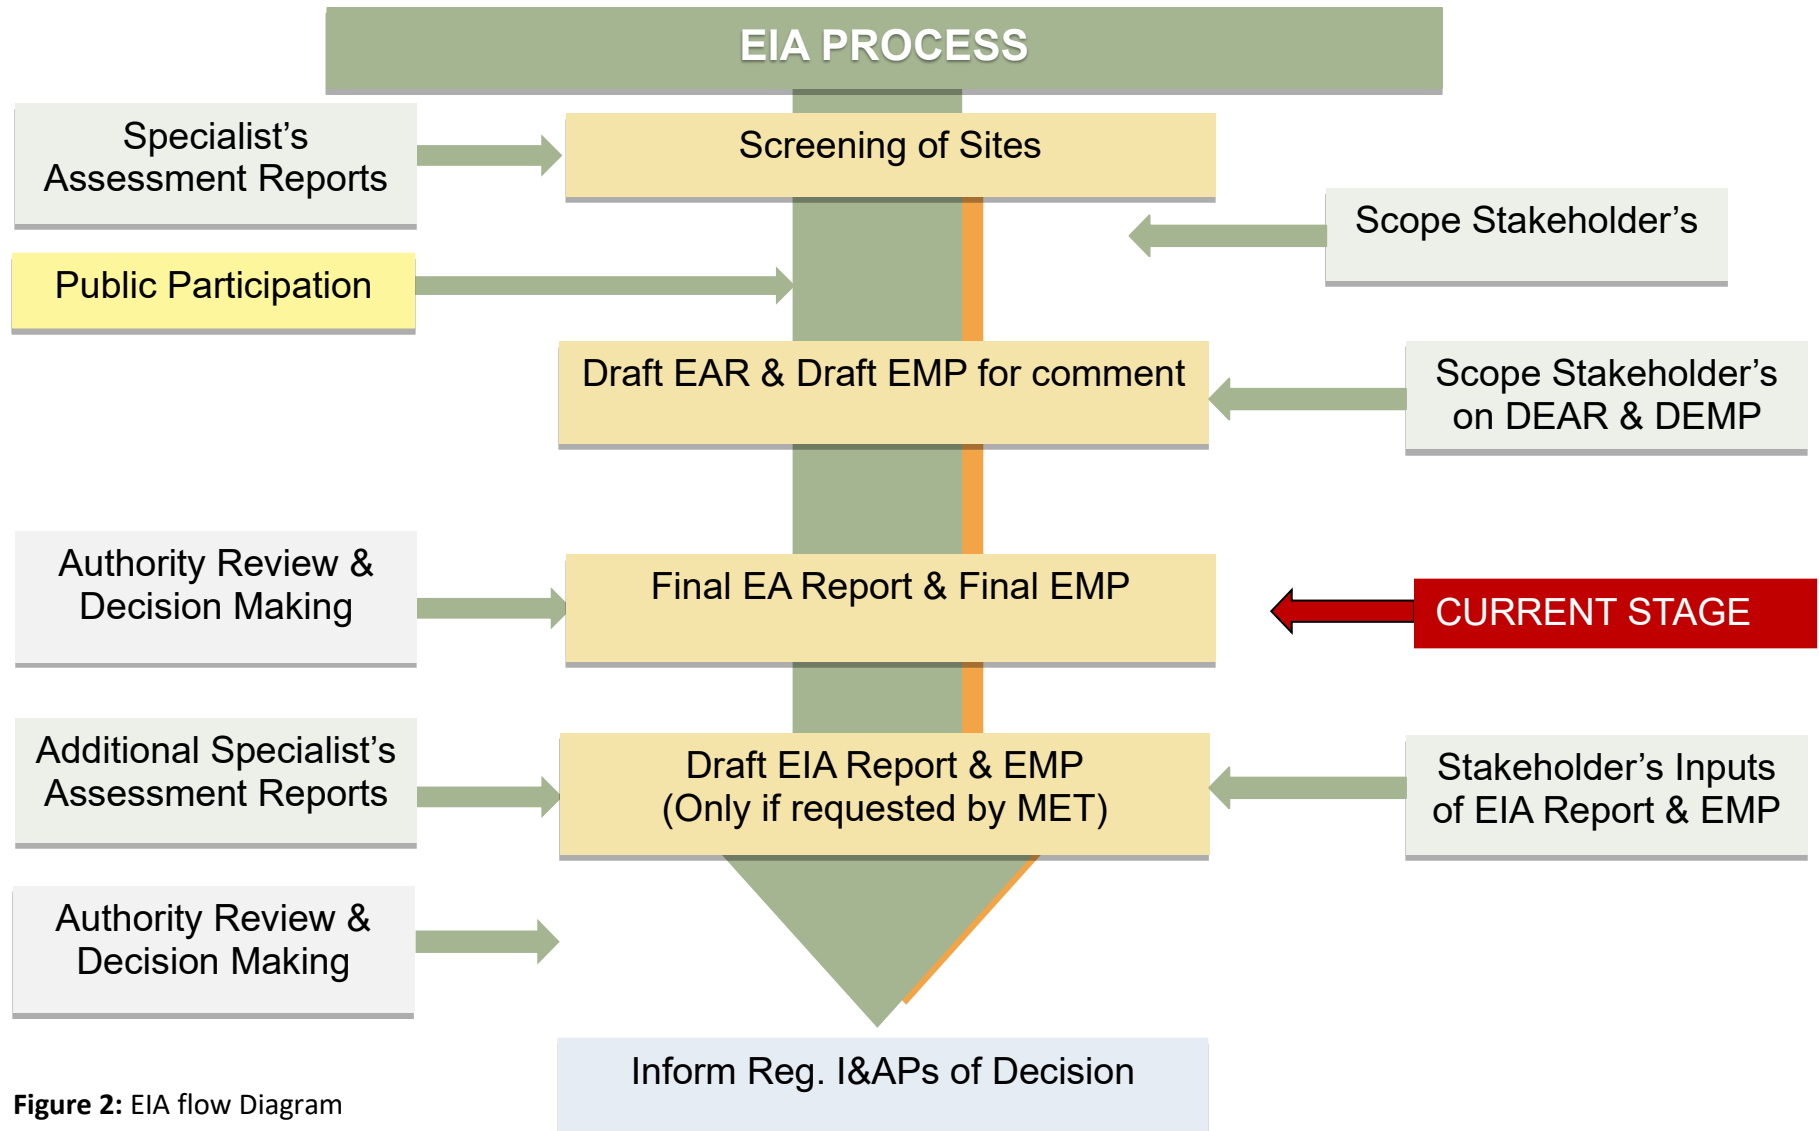 EIA PROCESS
Specialist's
Assessment Reports
Screening of Sites
Scope Stakeholder's
Public Participation
Draft EAR & Draft EMP for comment
Scope Stakeholder's
on DEAR & DEMP
Authority Review &
Decision Making
Final EA Report & Final EMP
CURRENT STAGE
Additional Specialist's
Assessment Reports
Draft EIA Report & EMP
(Only if requested by MET)
Stakeholder's Inputs
of EIA Report & EMP
Authority Review &
Decision Making
Inform Reg. I&APs of Decision
Figure 2: EIA flow Diagram